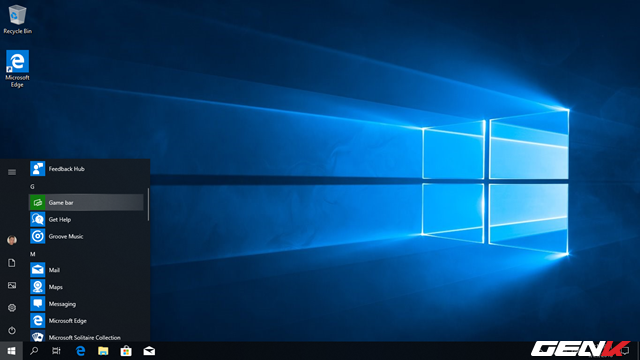 Recycle Bin
Microsoft
Edge
Feedback Hub
G
Game bar
Get Help
Groove Music
M
Mail
Maps
Messaging
Microsoft Edge
Microsoft Solitaire Collection
GENK